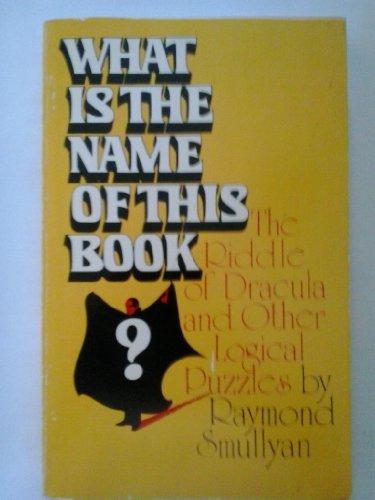 WHAT
IS THE
NAME
OF THIS
BOOK
?
The
Riddle
of Dracula
and Other
Logical
Puzzles by
Raymond
Smullyan